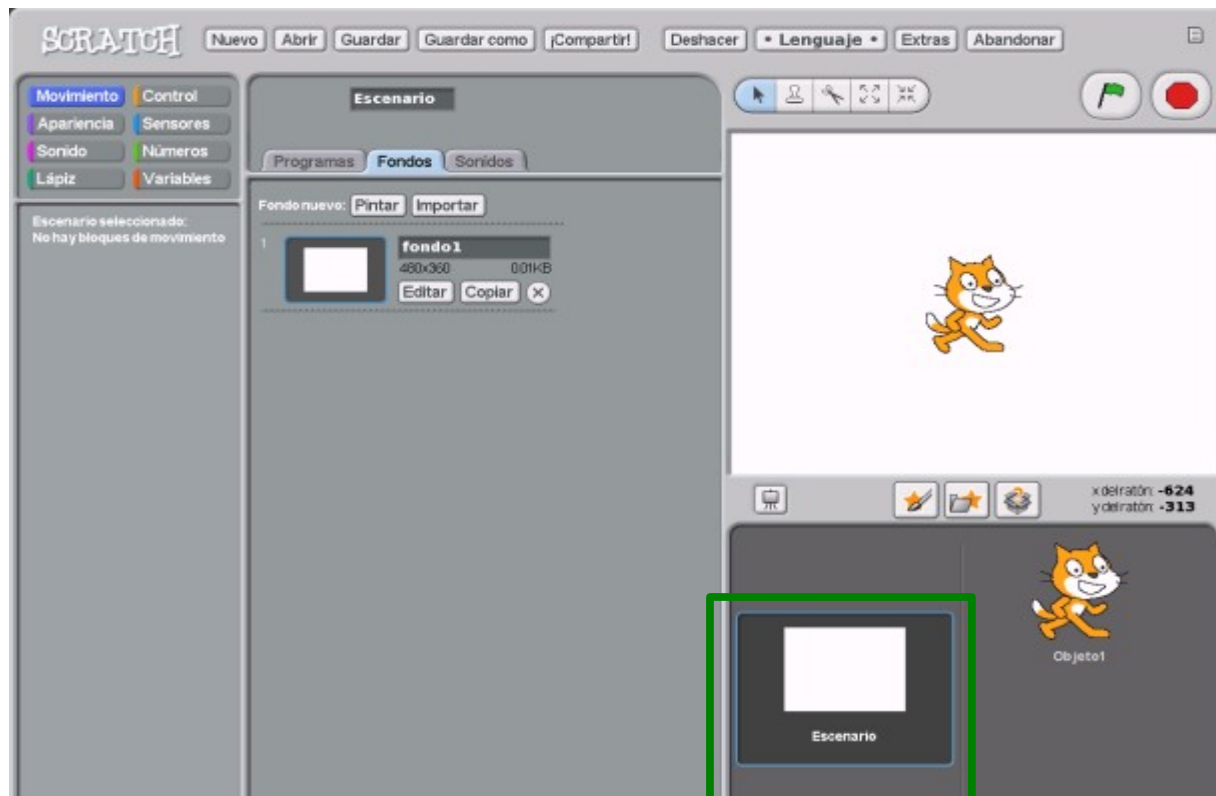 SCRATCH Nuevo Abrir Guardar Guardar como ¡Compartir! Deshacer • Lenguaje • Extras Abandonar
Movimiento Control
Apariencia Sensores
Sonido Números
Lápiz Variables
Escenario seleccionado:
No hay bloques de movimiento
Escenario
Programas Fondos Sonidos
Fondo nuevo: Pintar Importar
1
fondo1
480x360 0.01KB
Editar Copiar
x del ratón: -624
y del ratón: -313
Escenario
Objeto1